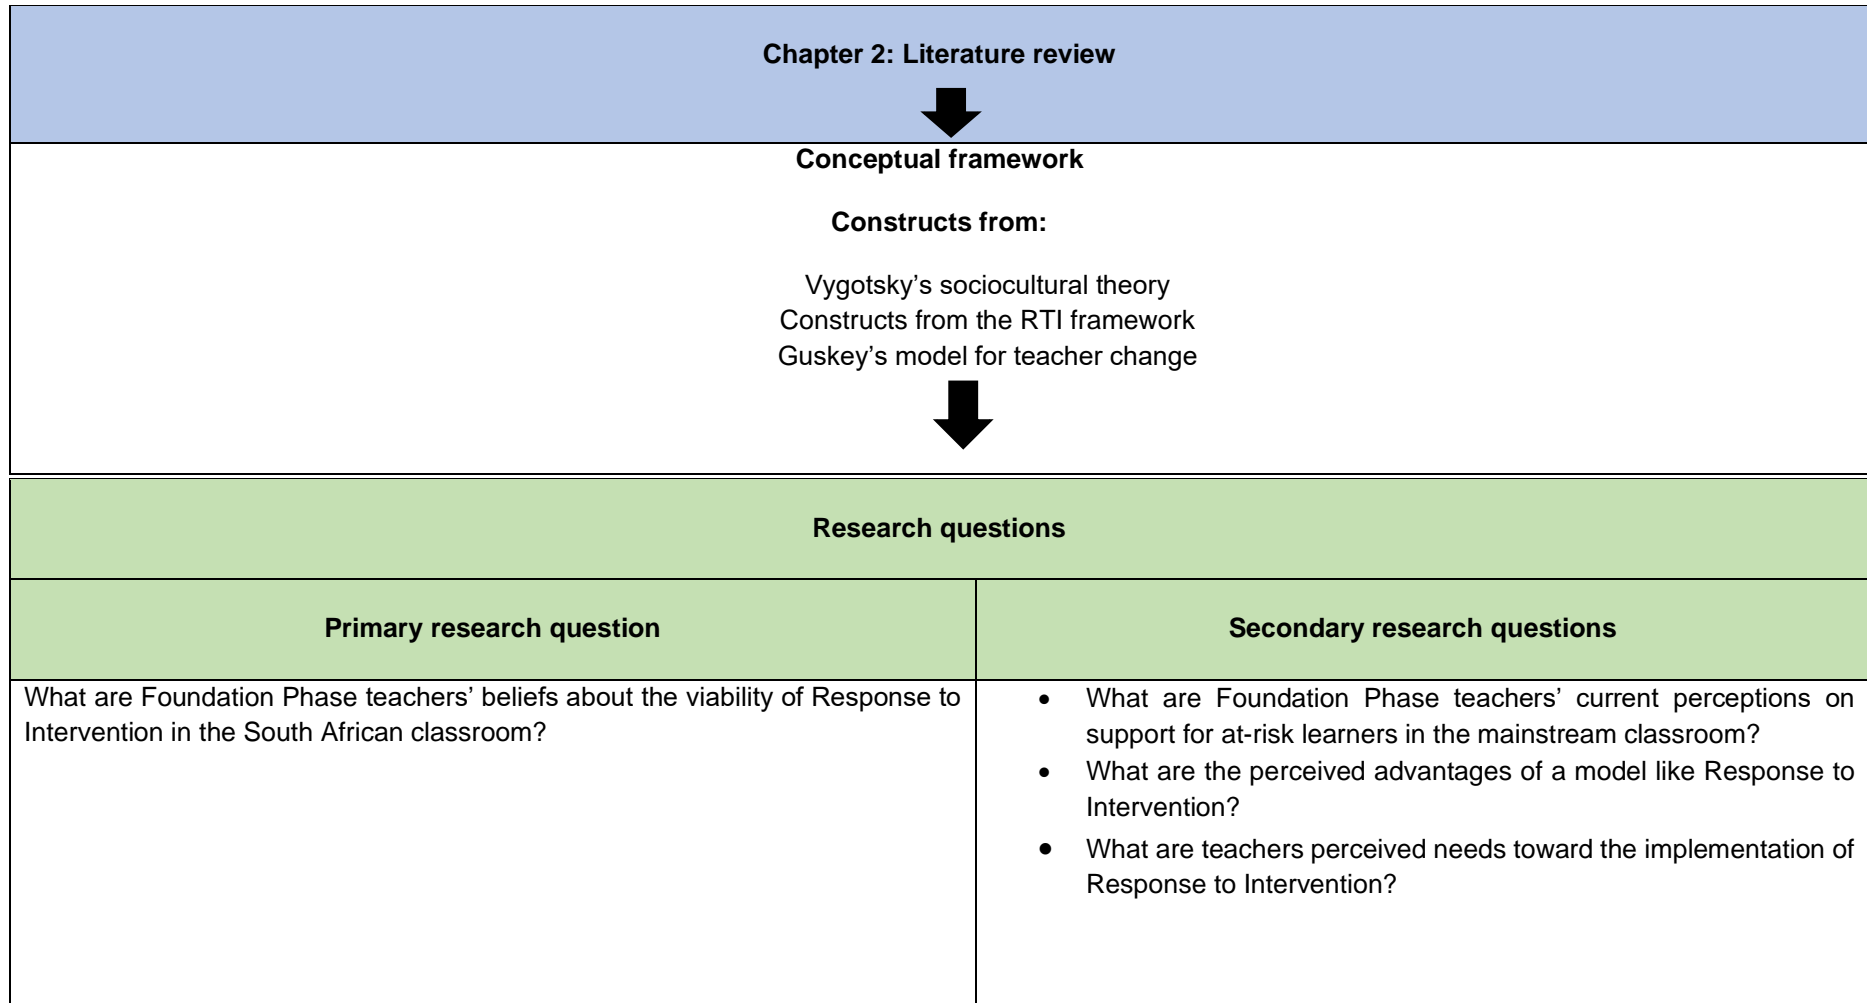 Chapter 2: Literature review
Conceptual framework
Constructs from:
Vygotsky’s sociocultural theory
Constructs from the RTI framework
Guskey’s model for teacher change
Research questions
Primary research question
Secondary research questions
What are Foundation Phase teachers’ beliefs about the viability of Response to
Intervention in the South African classroom?
• What are Foundation Phase teachers’ current perceptions on
support for at-risk learners in the mainstream classroom?
• What are the perceived advantages of a model like Response to
Intervention?
• What are teachers perceived needs toward the implementation of
Response to Intervention?